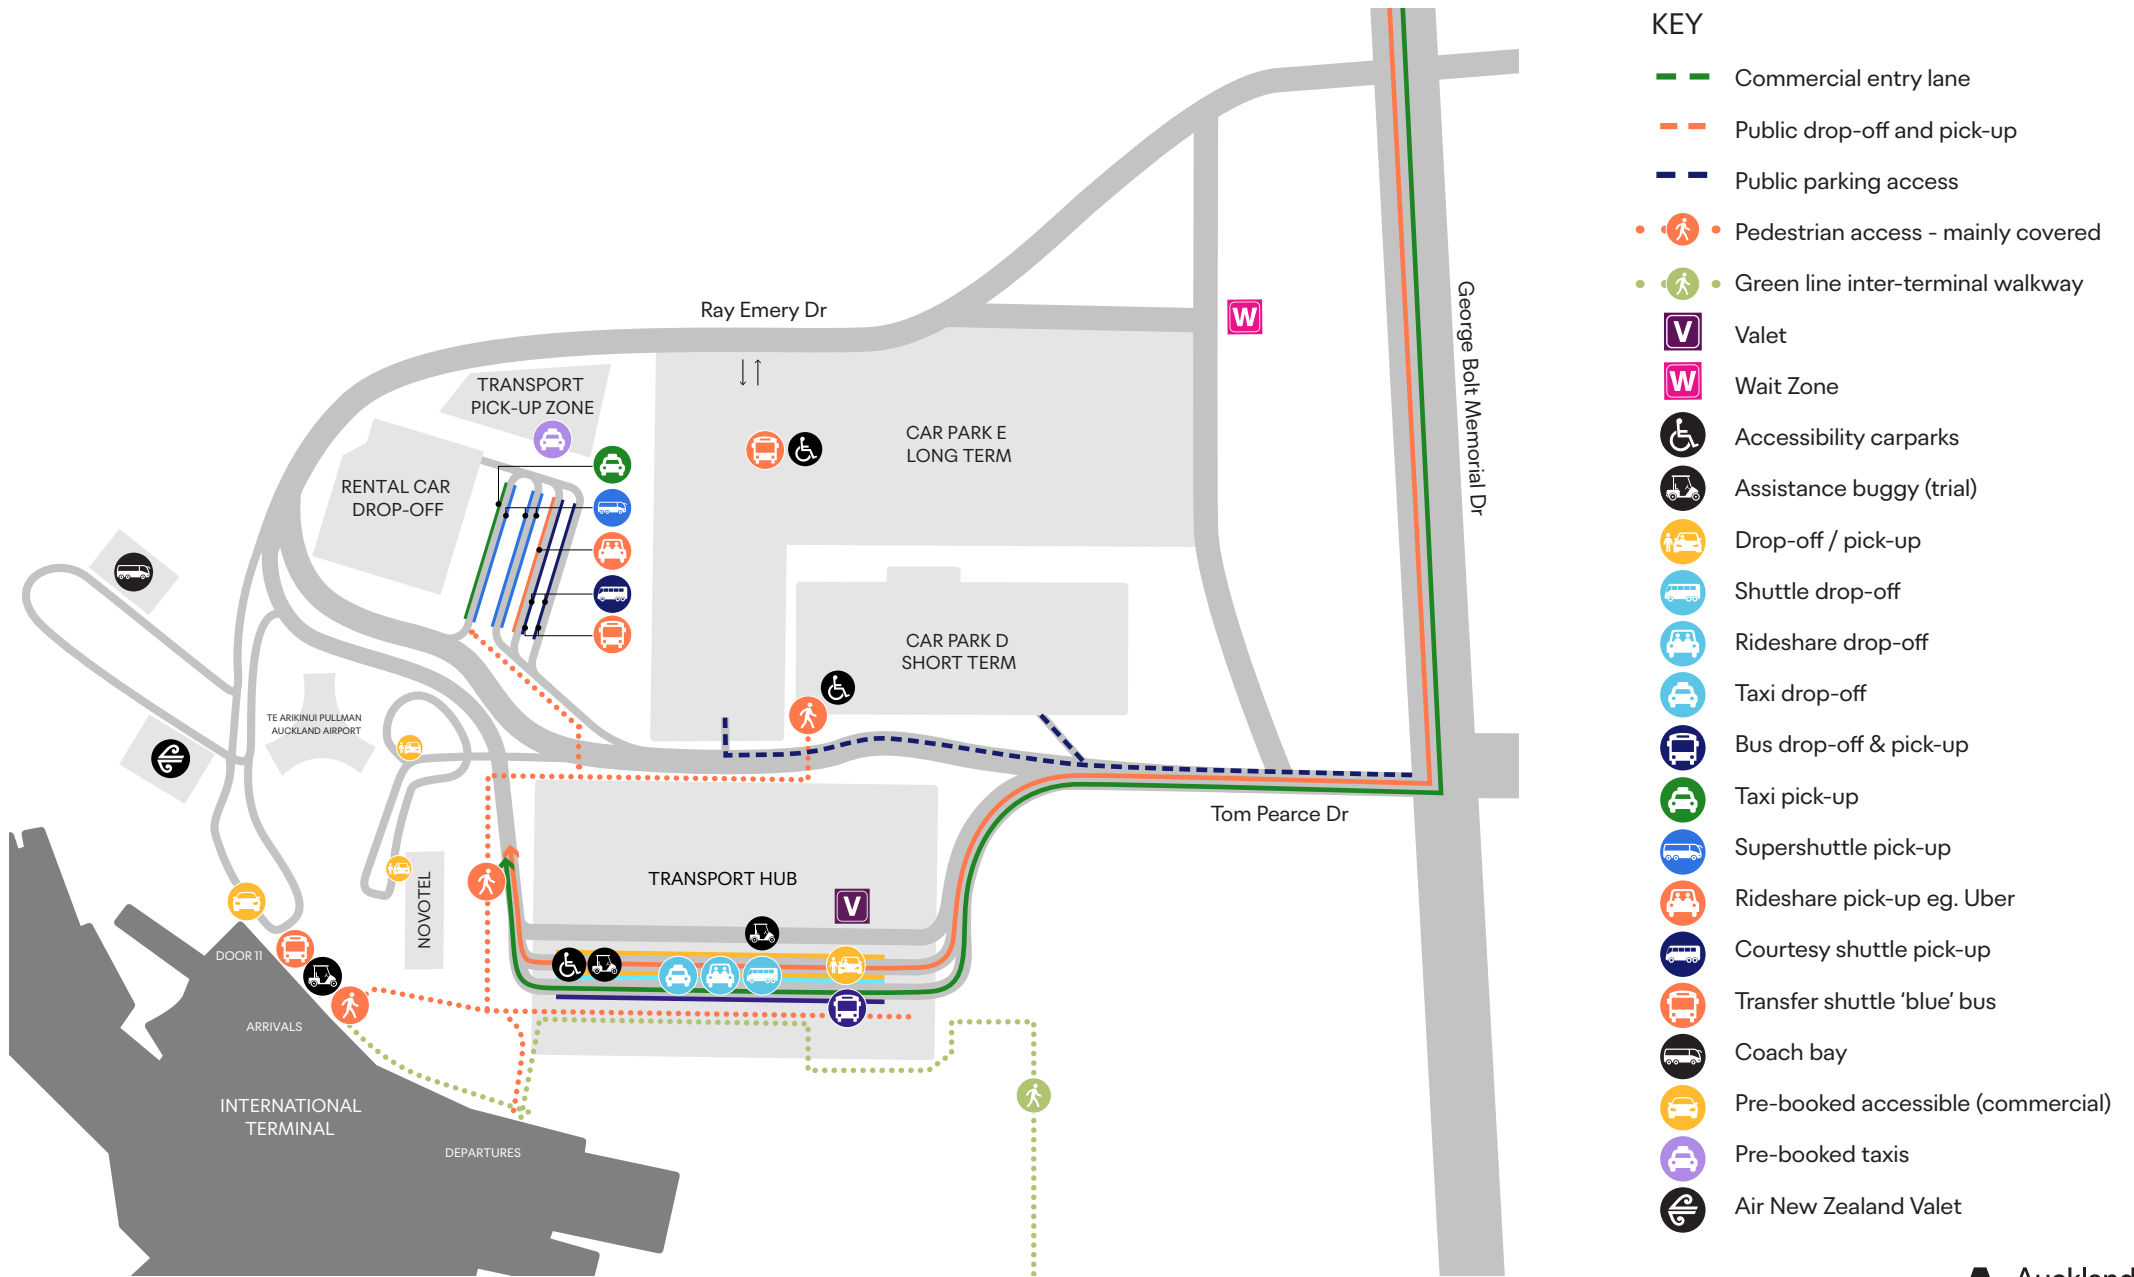 KEY
Commercial entry lane
Public drop-off and pick-up
Public parking access
Pedestrian access - mainly covered
Green line inter-terminal walkway
V
Valet
W
Wait Zone
Accessibility carparks
Assistance buggy (trial)
Drop-off / pick-up
Shuttle drop-off
Rideshare drop-off
Taxi drop-off
Bus drop-off & pick-up
Taxi pick-up
Supershuttle pick-up
Rideshare pick-up eg. Uber
Courtesy shuttle pick-up
Transfer shuttle ‘blue’ bus
Coach bay
Pre-booked accessible (commercial)
Pre-booked taxis
Air New Zealand Valet
Ray Emery Dr
W
George Bolt Memorial Dr
TRANSPORT
PICK-UP ZONE
CAR PARK E
LONG TERM
RENTAL CAR
DROP-OFF
CAR PARK D
SHORT TERM
TE ARIKINUI PULLMAN
AUCKLAND AIRPORT
Tom Pearce Dr
TRANSPORT HUB
V
NOVOTEL
DOOR 11
ARRIVALS
INTERNATIONAL
TERMINAL
DEPARTURES
Auckland